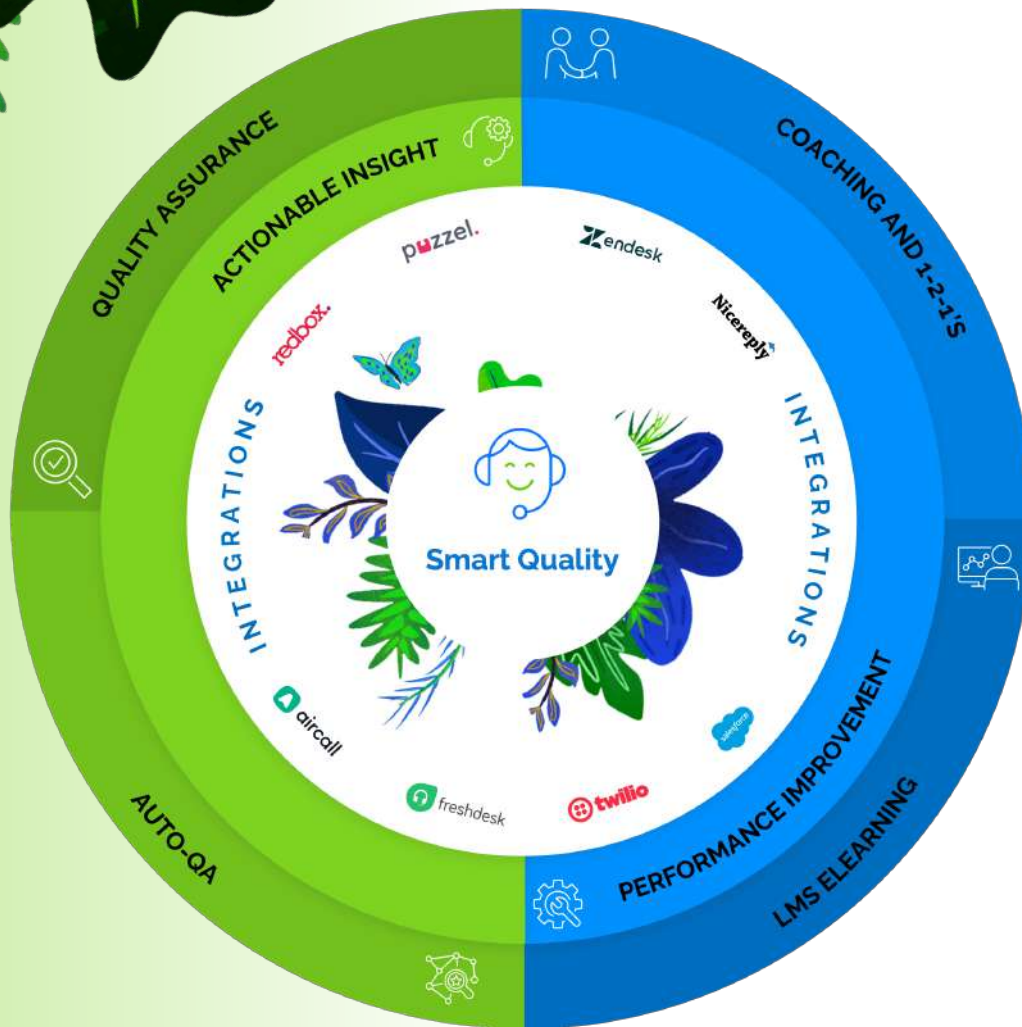 QUALITY ASSURANCE
ACTIONABLE INSIGHT
COACHING AND 1-2-1'S
puzzel.
Zendesk
redbox.
Nicereply
INTEGRATIONS
INTEGRATIONS
Smart Quality
aircall
salesforce
freshdesk
twilio
PERFORMANCE IMPROVEMENT
AUTO-QA
LMS ELEARNING